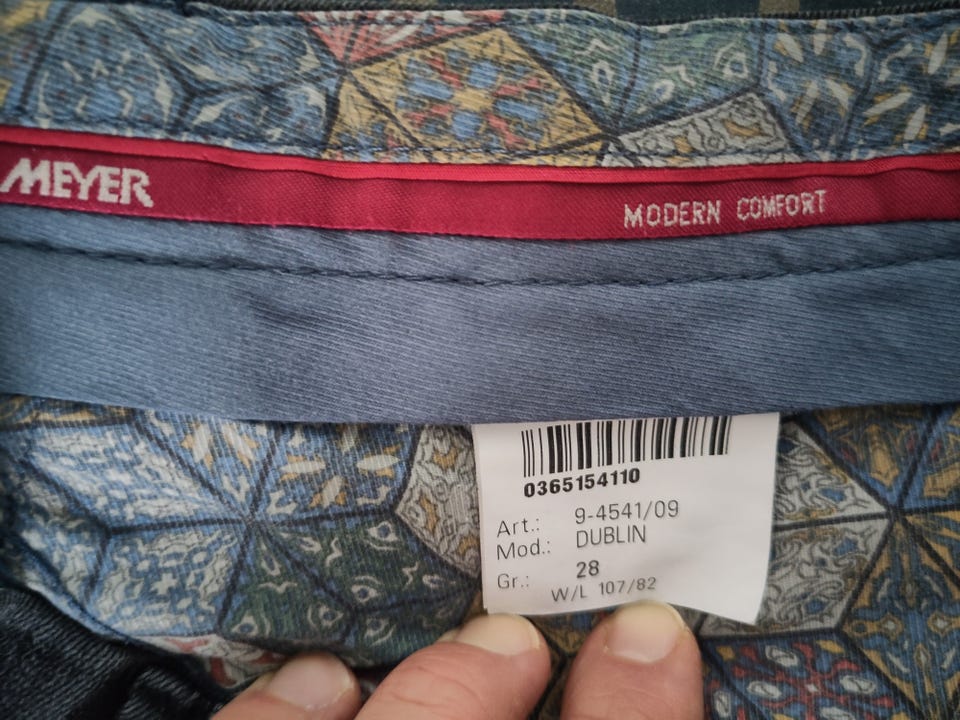 MEYER
MODERN COMFORT
0365154110
Art.: 9-4541/09
Mod.: DUBLIN
Gr.: 28
W/L 107/82